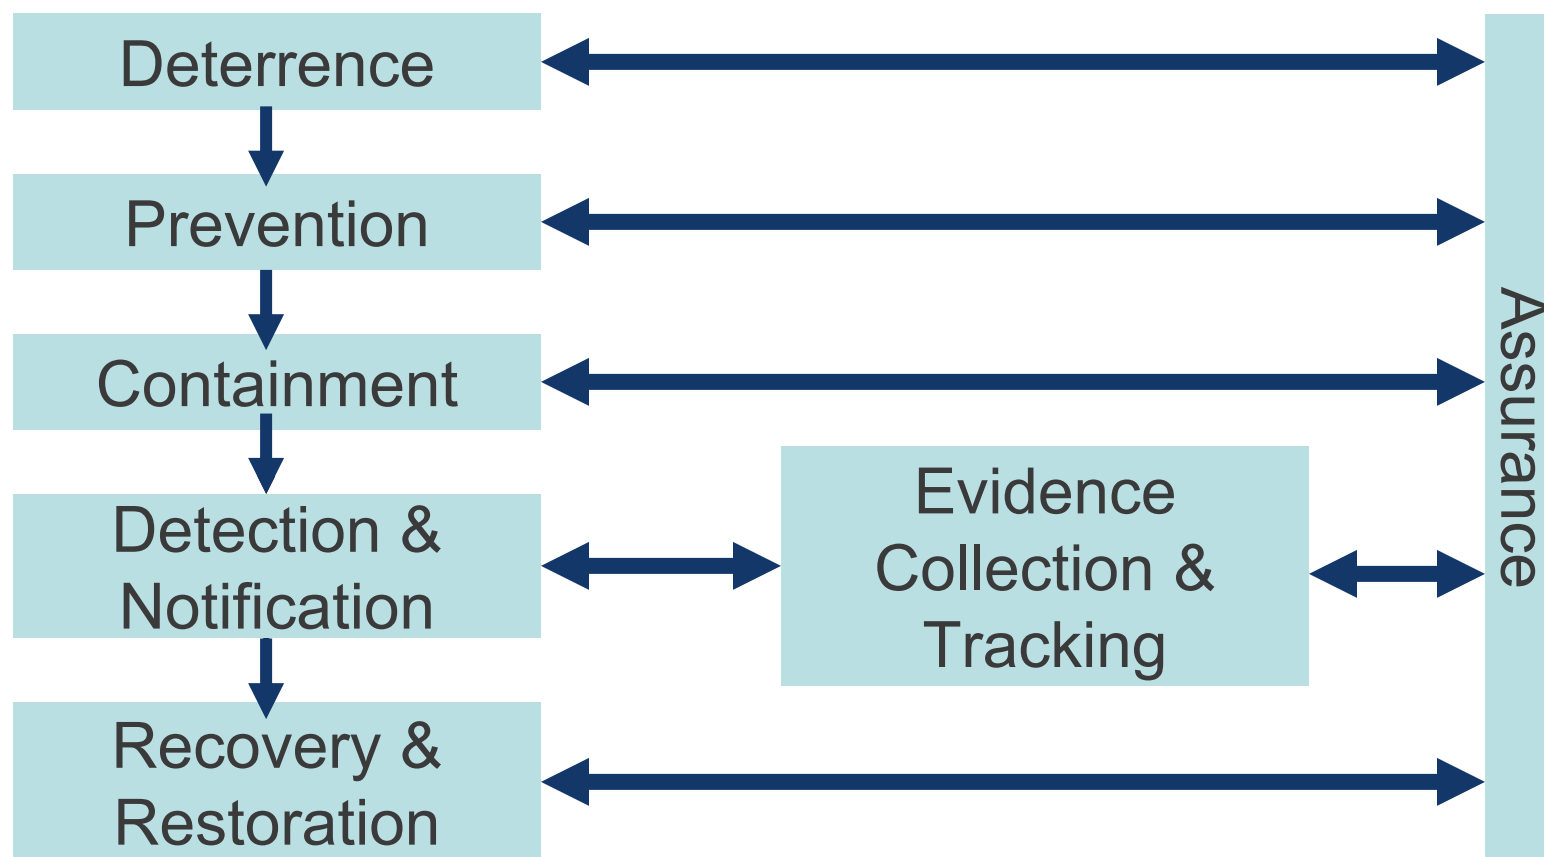 Deterrence
Prevention
Containment
Detection &
Notification
Evidence
Collection &
Tracking
Recovery &
Restoration
Assurance